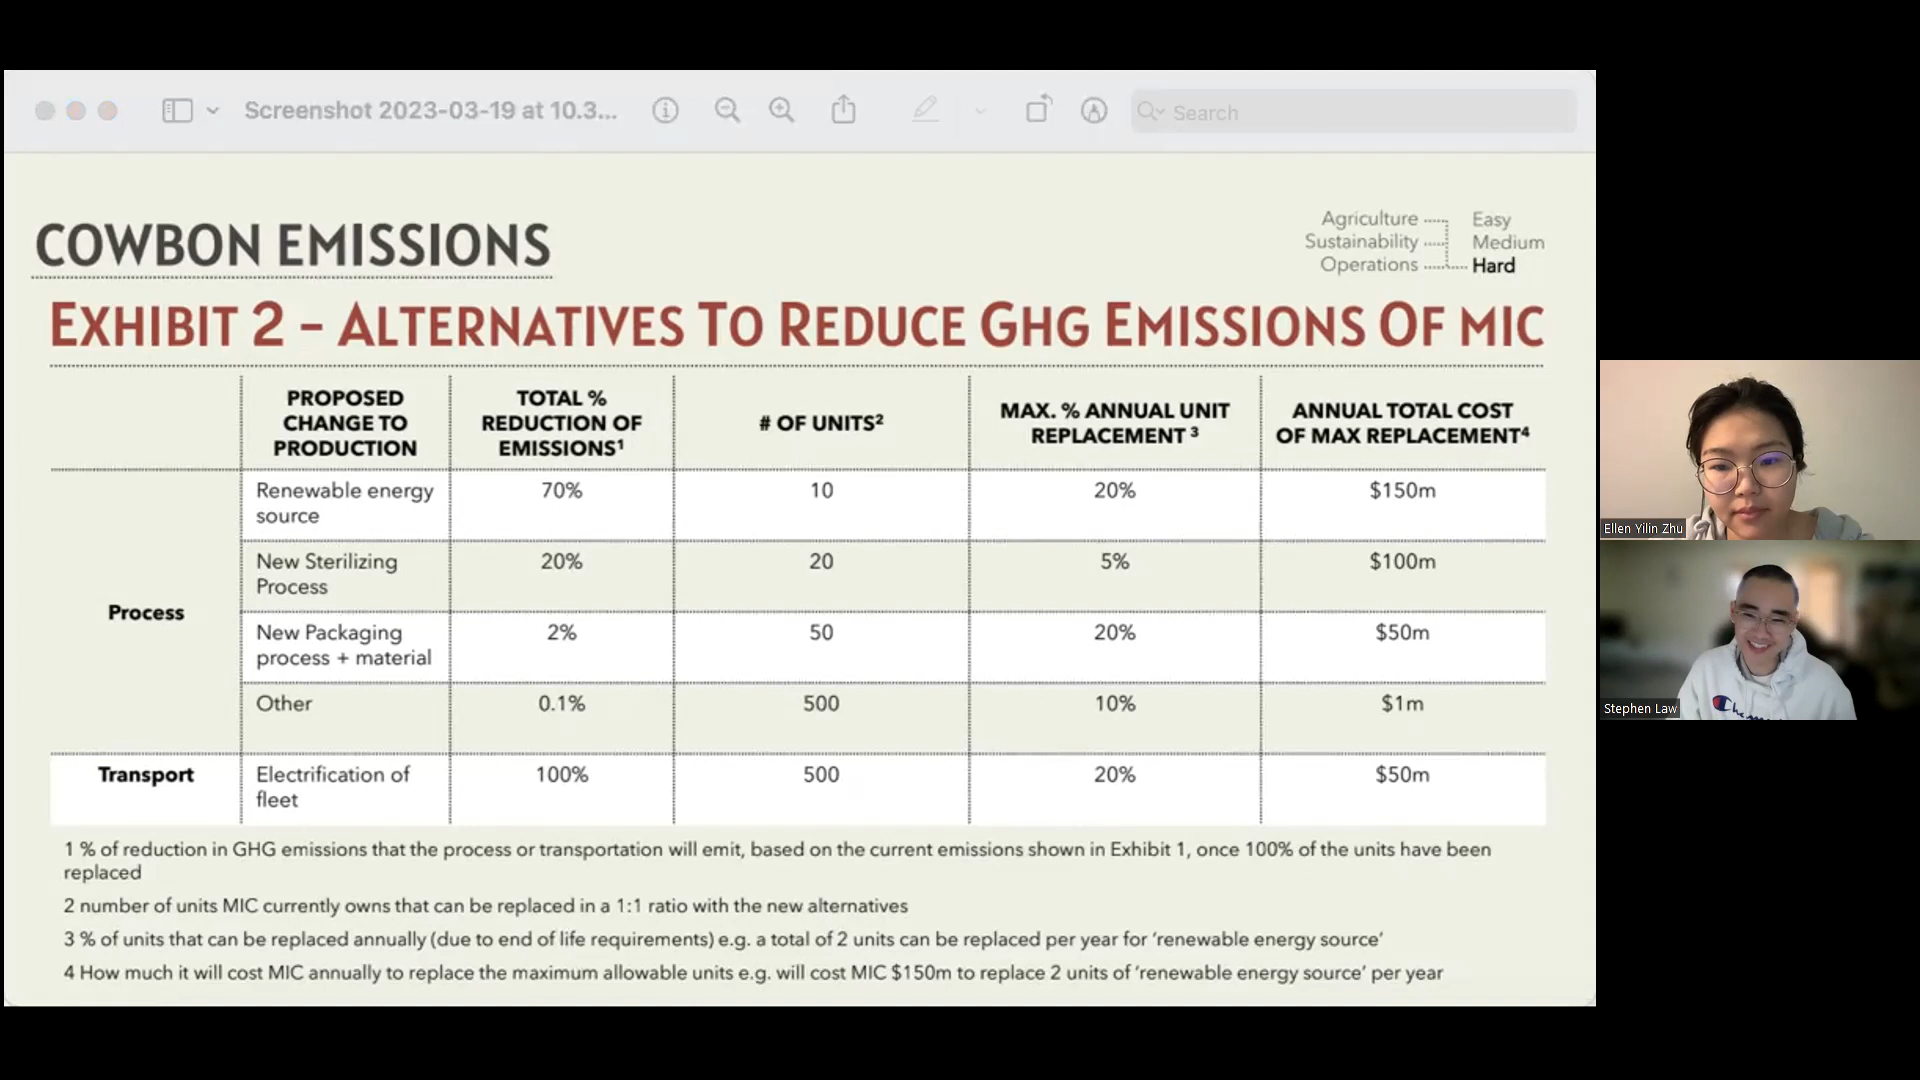 Screenshot 2023-03-19 at 10.3...
Search
COWBON EMISSIONS
Agriculture
Sustainability
Operations
Easy
Medium
Hard
EXHIBIT 2 – ALTERNATIVES TO REDUCE GHG EMISSIONS OF MIC
PROPOSED
CHANGE TO
PRODUCTION
TOTAL %
REDUCTION OF
EMISSIONS¹
# OF UNITS²
MAX. % ANNUAL UNIT
REPLACEMENT ³
ANNUAL TOTAL COST
OF MAX REPLACEMENT⁴
Process
Renewable energy
source
70%
10
20%
$150m
New Sterilizing
Process
20%
20
5%
$100m
New Packaging
process + material
2%
50
20%
$50m
Other
0.1%
500
10%
$1m
Transport
Electrification of
fleet
100%
500
20%
$50m
1 % of reduction in GHG emissions that the process or transportation will emit, based on the current emissions shown in Exhibit 1, once 100% of the units have been
replaced
2 number of units MIC currently owns that can be replaced in a 1:1 ratio with the new alternatives
3 % of units that can be replaced annually (due to end of life requirements) e.g. a total of 2 units can be replaced per year for ‘renewable energy source’
4 How much it will cost MIC annually to replace the maximum allowable units e.g. will cost MIC $150m to replace 2 units of ‘renewable energy source’ per year
Ellen Yilin Zhu
Stephen Law